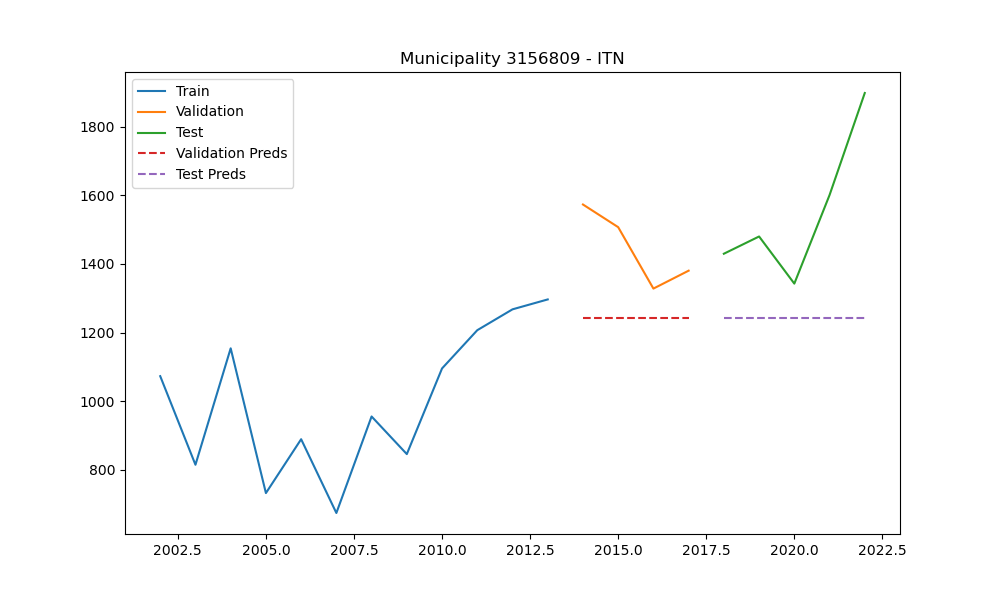 Municipality 3156809 - ITN
Train
Validation
Test
Validation Preds
Test Preds
1800
1600
1400
1200
1000
800
2002.5 2005.0 2007.5 2010.0 2012.5 2015.0 2017.5 2020.0 2022.5